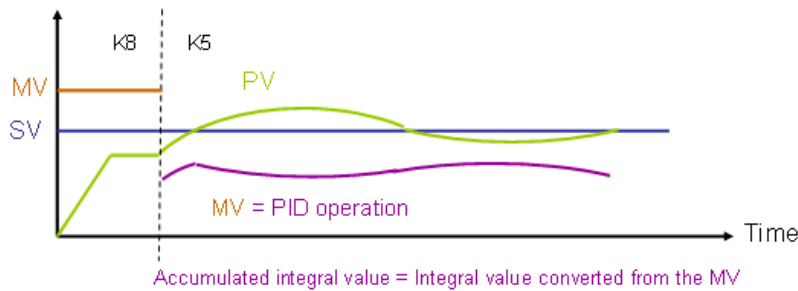 K8 K5
MV
PV
SV
MV = PID operation
Time
Accumulated integral value = Integral value converted from the MV